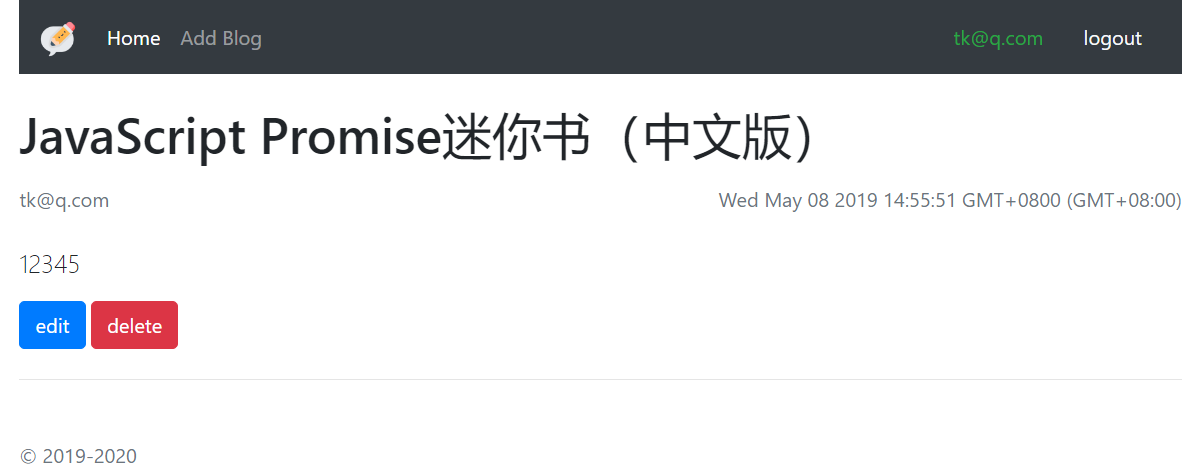 Home Add Blog tk@q.com logout
JavaScript Promise迷你书（中文版）
tk@q.com Wed May 08 2019 14:55:51 GMT+0800 (GMT+08:00)
12345
edit delete
© 2019-2020